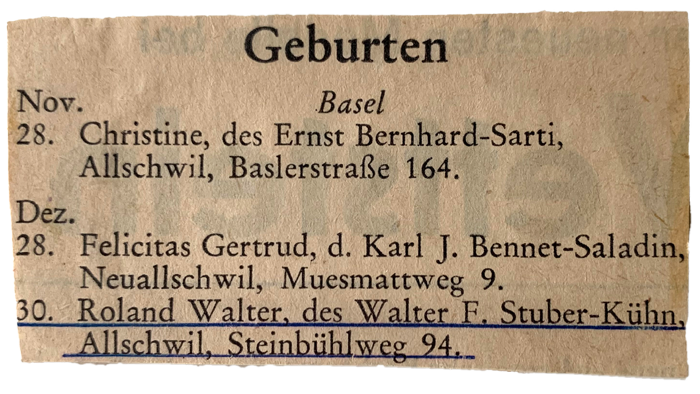 Geburten
Nov. Basel
28. Christine, des Ernst Bernhard-Sarti,
Allschwil, Baslerstraße 164.
Dez.
28. Felicitas Gertrud, d. Karl J. Bennet-Saladin,
Neuallschwil, Muesmattweg 9.
30. Roland Walter, des Walter F. Stuber-Kühn,
Allschwil, Steinbühlweg 94.